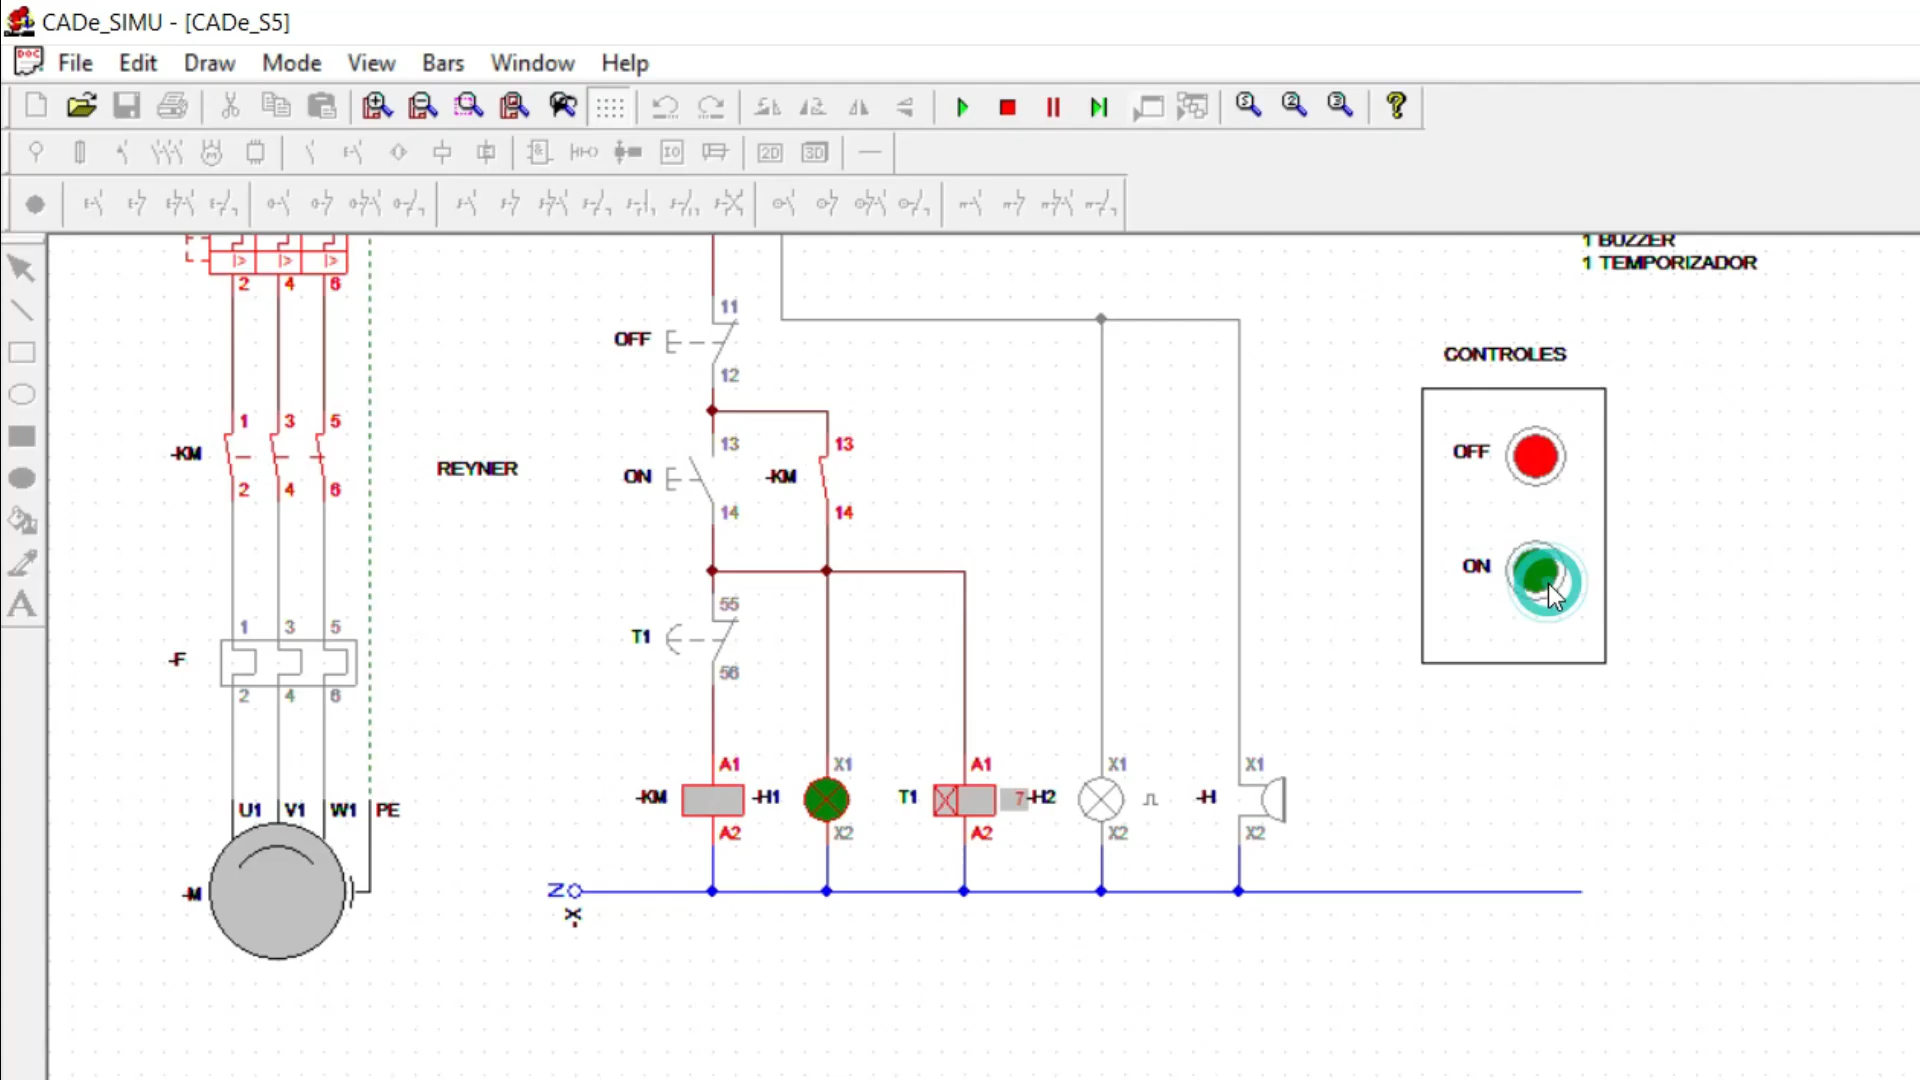 CADe_SIMU - [CADe_S5]
File Edit Draw Mode View Bars Window Help
1 BUZZER
1 TEMPORIZADOR
2 4 6
11
OFF
12
CONTROLES
1 3 5
-KM
2 4 6
REYNER
13
ON
14
13
-KM
14
OFF
ON
55
T1
56
1 3 5
-F
2 4 6
U1 V1 W1 PE
-M
A1
-KM
A2
X1
-H1
X2
A1
T1
7
A2
X1
-H2
X2
X1
-H
X2
N
-X